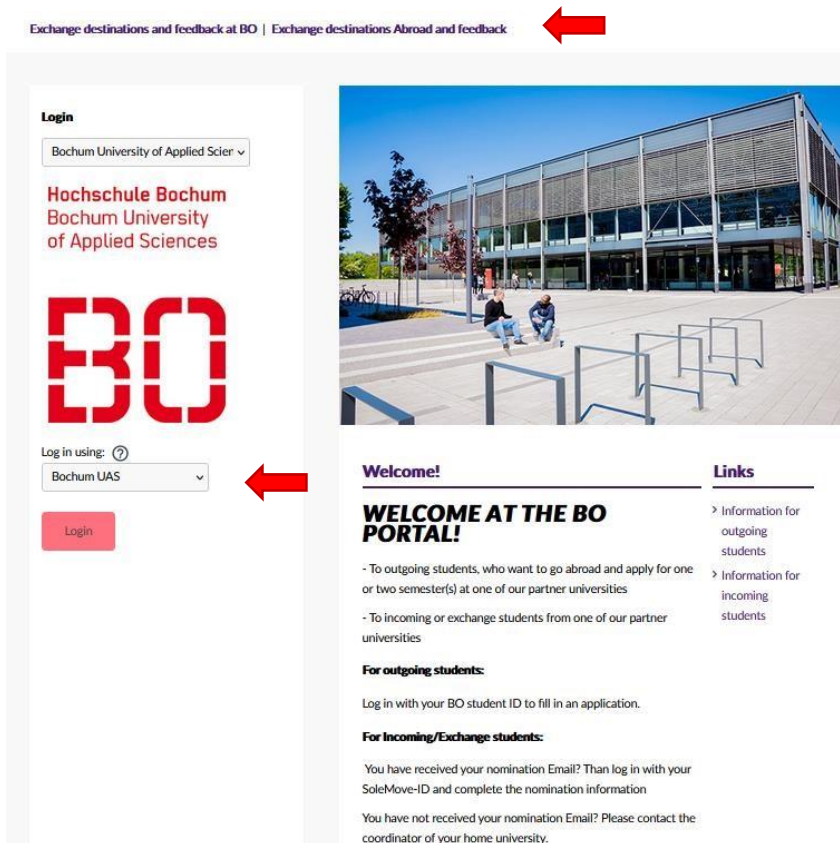 Exchange destinations and feedback at BO | Exchange destinations Abroad and feedback
Login
Bochum University of Applied Scier
Hochschule Bochum
Bochum University
of Applied Sciences
BO
Log in using: ?
Bochum UAS
Login
Welcome!
WELCOME AT THE BO
PORTAL!
- To outgoing students, who want to go abroad and apply for one
or two semester(s) at one of our partner universities
- To incoming or exchange students from one of our partner
universities
For outgoing students:
Log in with your BO student ID to fill in an application.
For Incoming/Exchange students:
You have received your nomination Email? Than log in with your
SoleMove-ID and complete the nomination information
You have not received your nomination Email? Please contact the
coordinator of your home university.
Links
> Information for
outgoing
students
> Information for
incoming
students